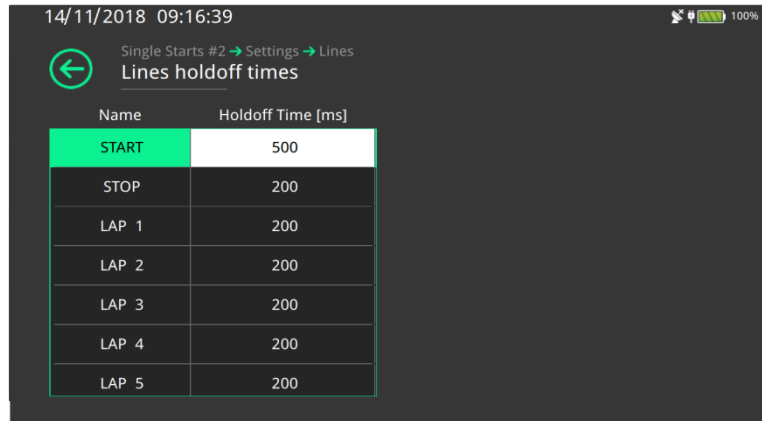 14/11/2018 09:16:39 100%
Single Starts #2 → Settings → Lines
Lines holdoff times
Name Holdoff Time [ms]
START 500
STOP 200
LAP 1 200
LAP 2 200
LAP 3 200
LAP 4 200
LAP 5 200